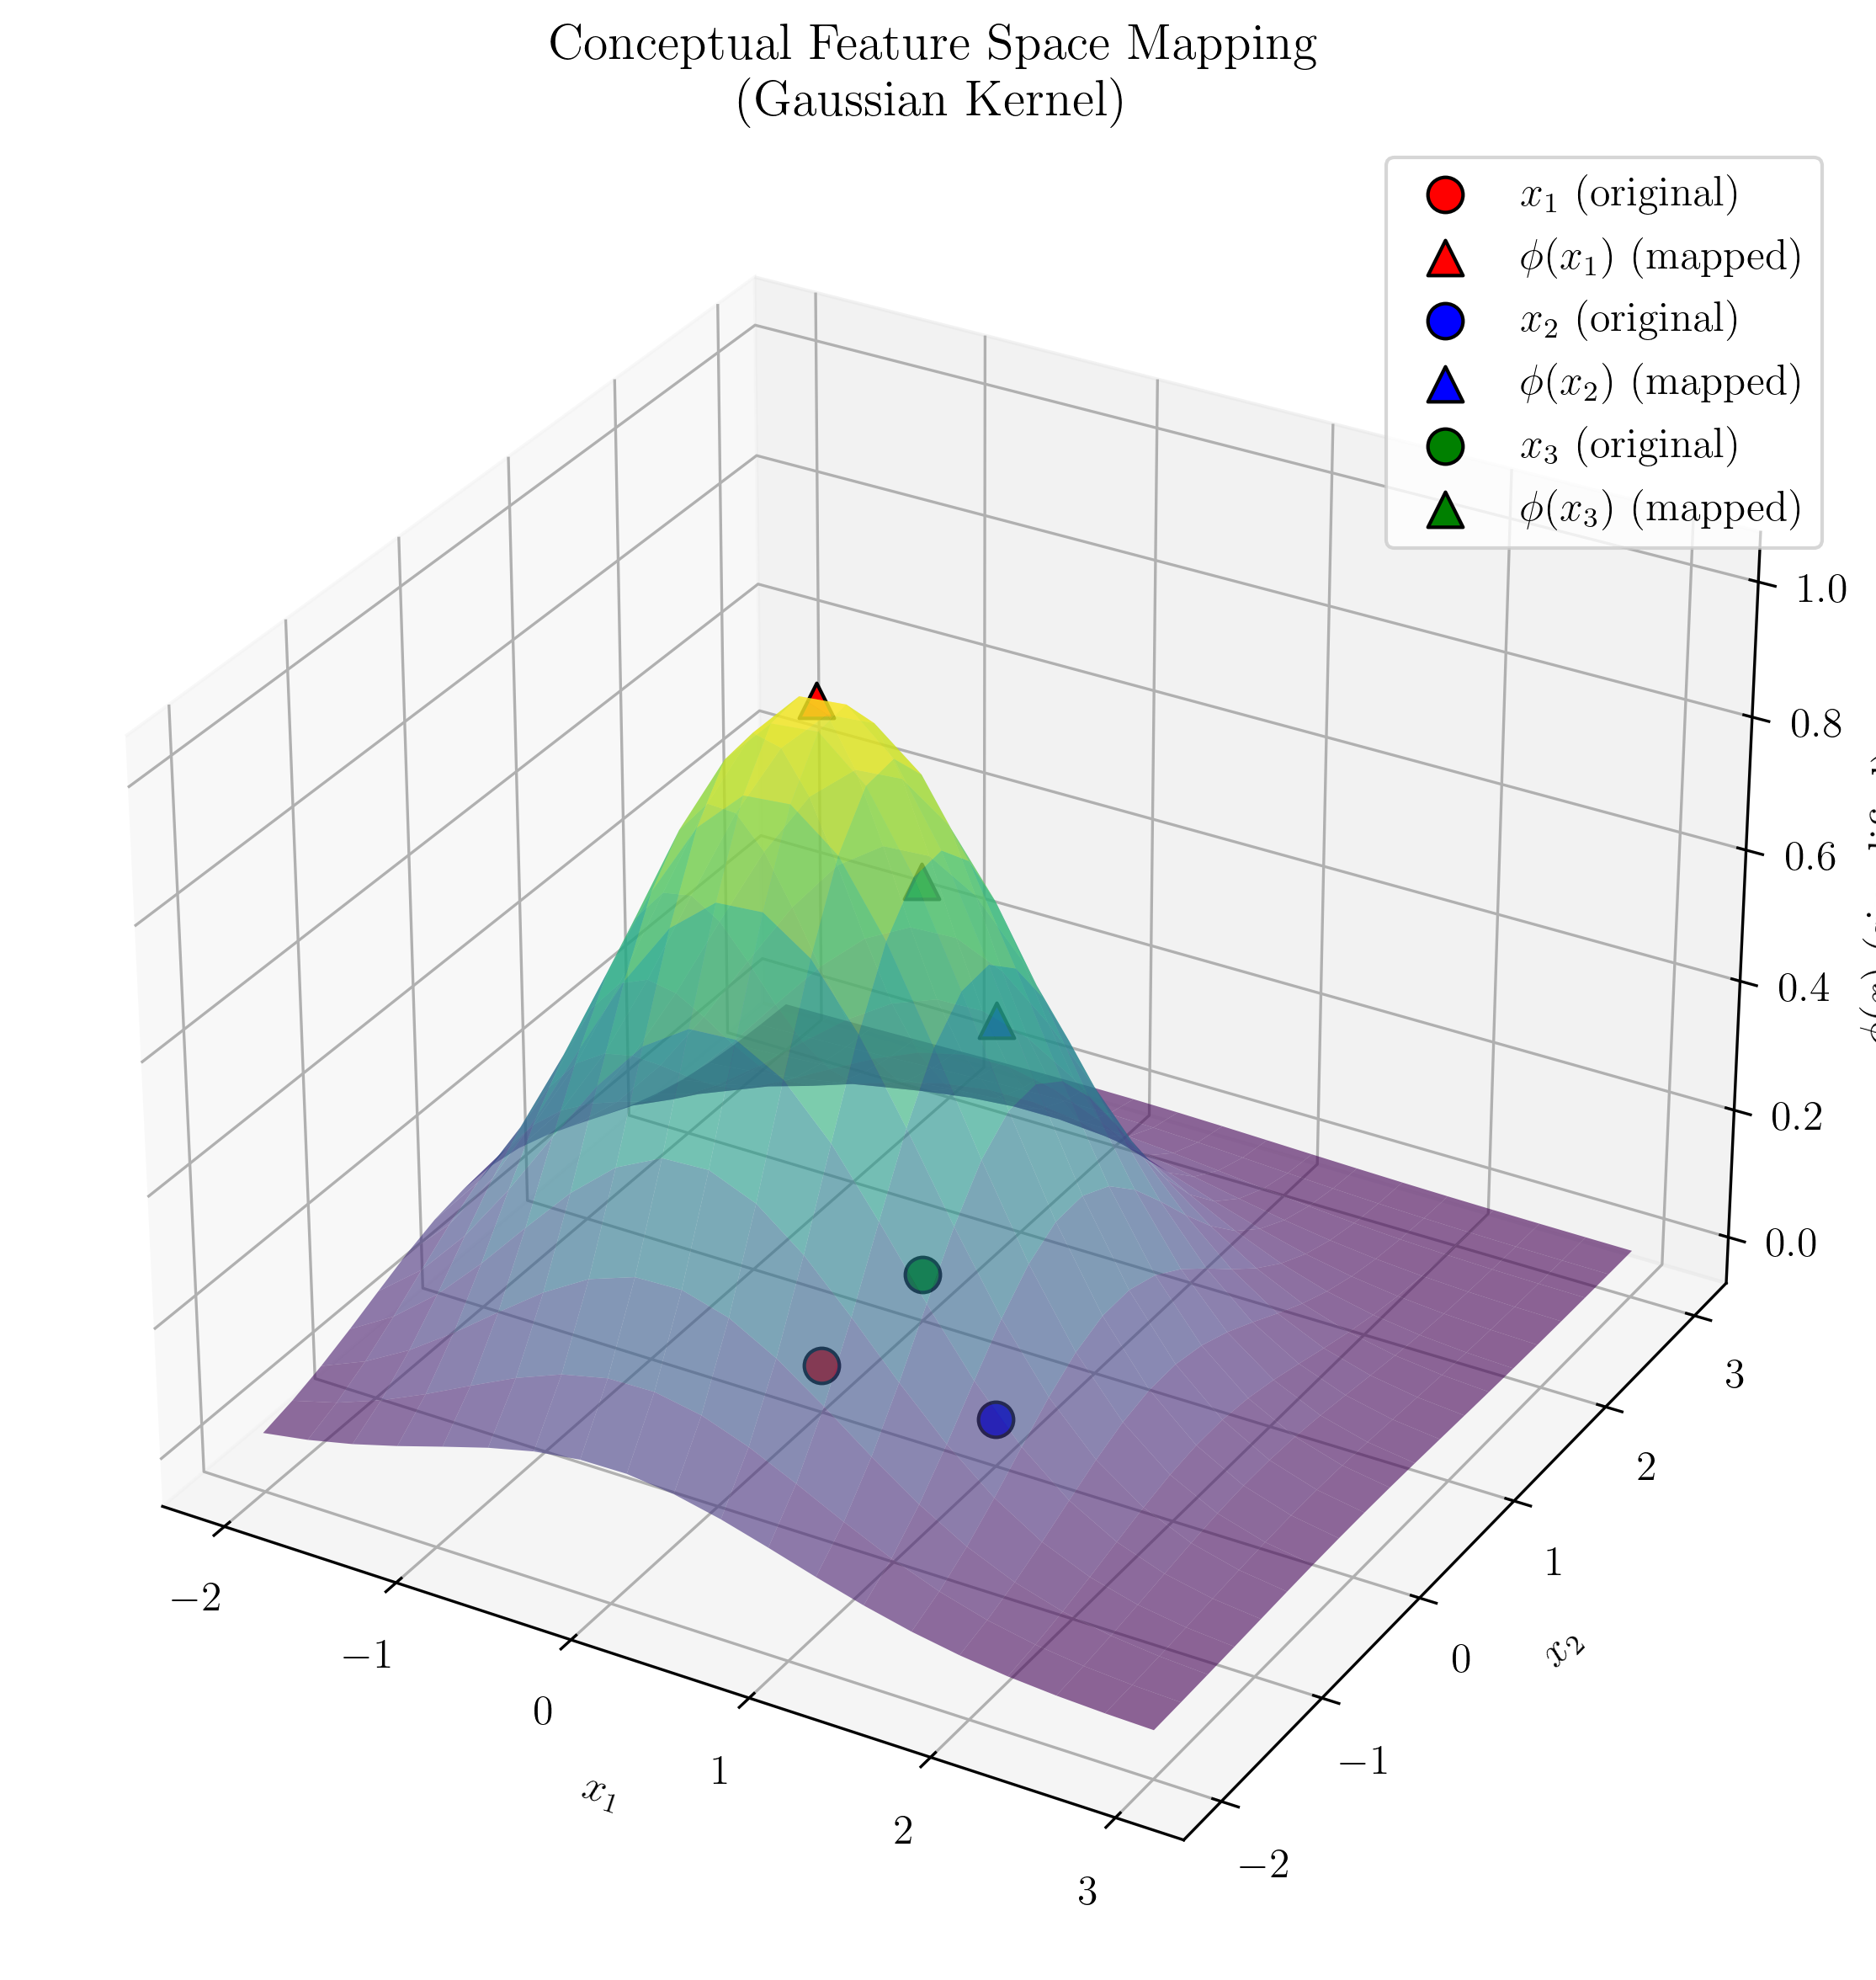 Conceptual Feature Space Mapping
(Gaussian Kernel)
x₁ (original)
ϕ(x₁) (mapped)
x₂ (original)
ϕ(x₂) (mapped)
x₃ (original)
ϕ(x₃) (mapped)
1.0
0.8
0.6
0.4
0.2
0.0
3
2
1
0
−1
−2
x₂
−2
−1
0
1
2
3
x₁